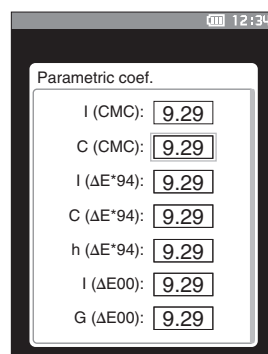 12:34
Parametric coef.
l (CMC): 9.29
C (CMC): 9.29
l (ΔE*94): 9.29
C (ΔE*94): 9.29
h (ΔE*94): 9.29
l (ΔE00): 9.29
G (ΔE00): 9.29